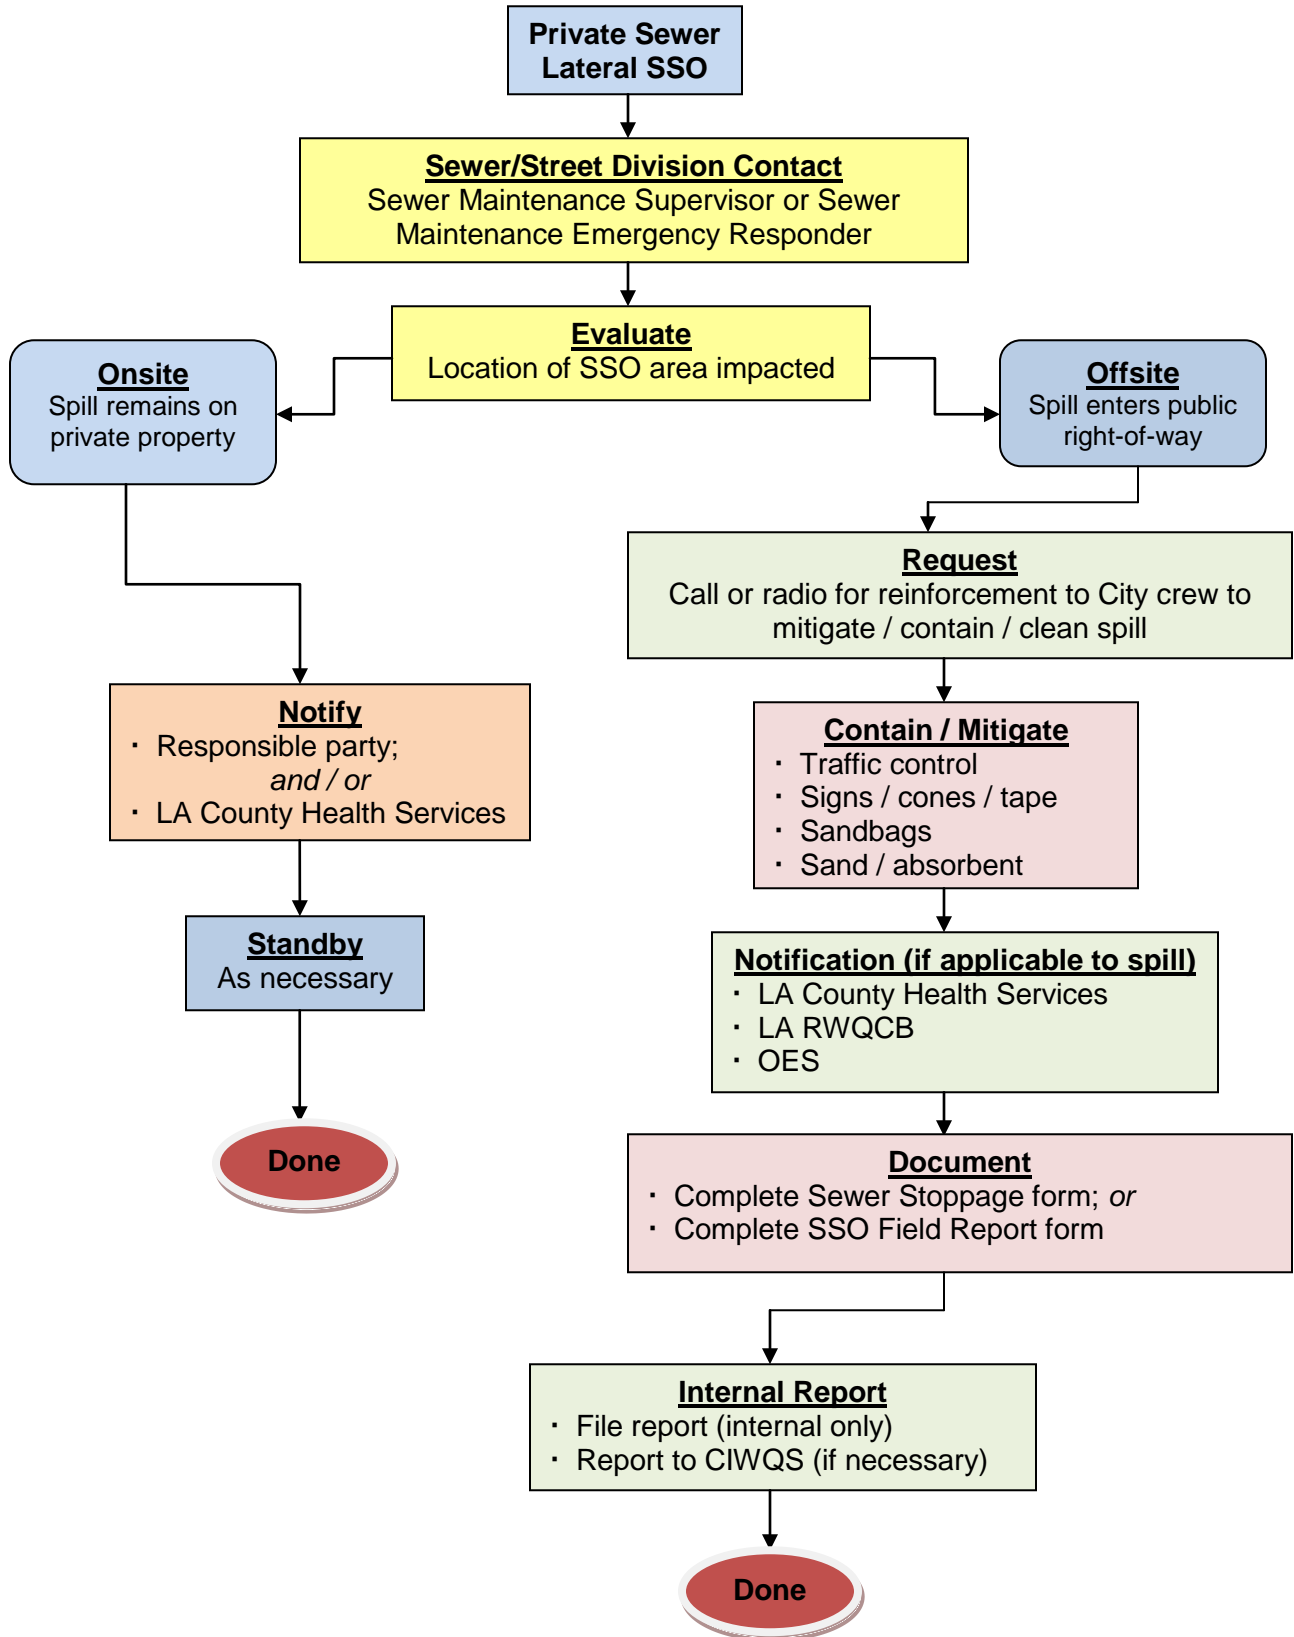 Private Sewer
Lateral SSO
Sewer/Street Division Contact
Sewer Maintenance Supervisor or Sewer
Maintenance Emergency Responder
Evaluate
Location of SSO area impacted
Onsite
Spill remains on
private property
Offsite
Spill enters public
right-of-way
Request
Call or radio for reinforcement to City crew to
mitigate / contain / clean spill
Notify
· Responsible party;
and / or
· LA County Health Services
Contain / Mitigate
· Traffic control
· Signs / cones / tape
· Sandbags
· Sand / absorbent
Standby
As necessary
Notification (if applicable to spill)
· LA County Health Services
· LA RWQCB
· OES
Done
Document
· Complete Sewer Stoppage form; or
· Complete SSO Field Report form
Internal Report
· File report (internal only)
· Report to CIWQS (if necessary)
Done